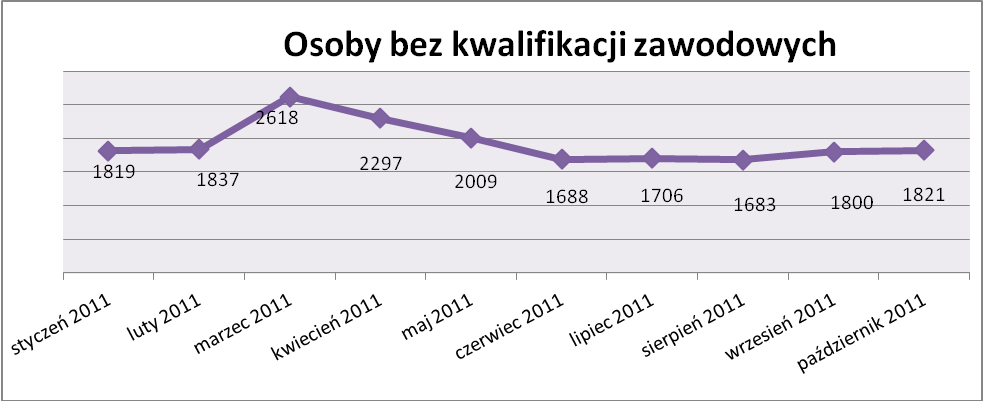 Osoby bez kwalifikacji zawodowych
1819
1837
2618
2297
2009
1688
1706
1683
1800
1821
styczeń 2011
luty 2011
marzec 2011
kwiecień 2011
maj 2011
czerwiec 2011
lipiec 2011
sierpień 2011
wrzesień 2011
październik 2011